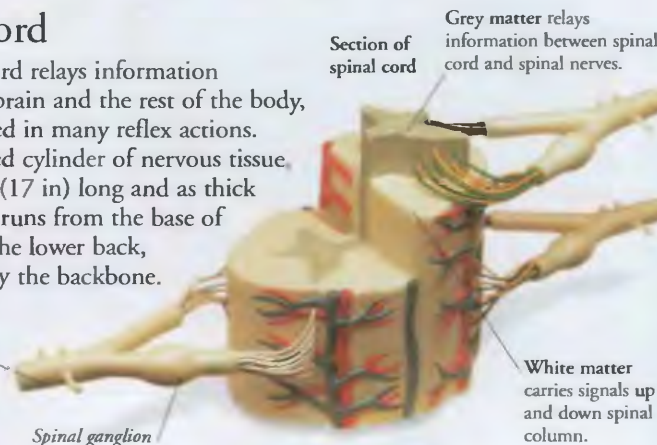 ord
rd relays information
brain and the rest of the body,
ed in many reflex actions.
ed cylinder of nervous tissue,
(17 in) long and as thick
runs from the base of
he lower back,
y the backbone.
Section of
spinal cord
Grey matter relays
information between spinal
cord and spinal nerves.
White matter
carries signals up
and down spinal
column.
Spinal ganglion